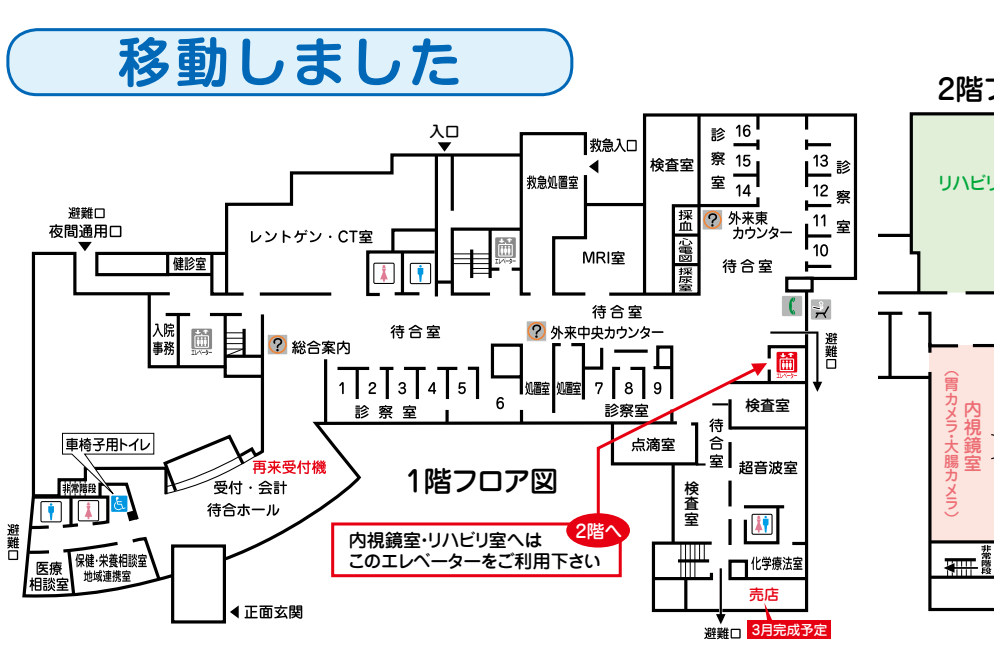 移動しました
2階フ
入口
救急入口
検査室
診察室
16
15
14
13
12
11
10
診察室
救急処置室
リハビリ
避難口
夜間通用口
レントゲン・CT室
健診室
エレベーター
MRI室
採血
心電図
採尿室
?
外来東
カウンター
待合室
入院
事務
エレベーター
?
総合案内
待合室
待合室
?
外来中央カウンター
避難口
エレベーター
1
2
3
4
5
6
処置室
処置室
7
8
9
診察室
診察室
検査室
待合室
点滴室
超音波室
検査室
(胃カメラ・大腸カメラ)
内視鏡室
車椅子用トイレ
再来受付機
受付・会計
待合ホール
1階フロア図
非常階段
避難口
2階へ
内視鏡室・リハビリ室へは
このエレベーターをご利用下さい
医療
相談室
保健・栄養相談室
地域連携室
化学療法室
非常階段
正面玄関
売店
避難口
3月完成予定